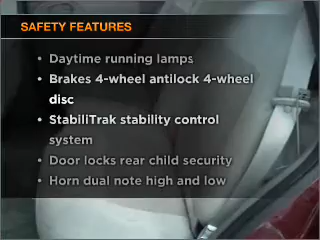 SAFETY FEATURES
• Daytime running lamps
• Brakes 4-wheel antilock 4-wheel
disc
• StabiliTrak stability control
system
• Door locks rear child security
• Horn dual note high and low